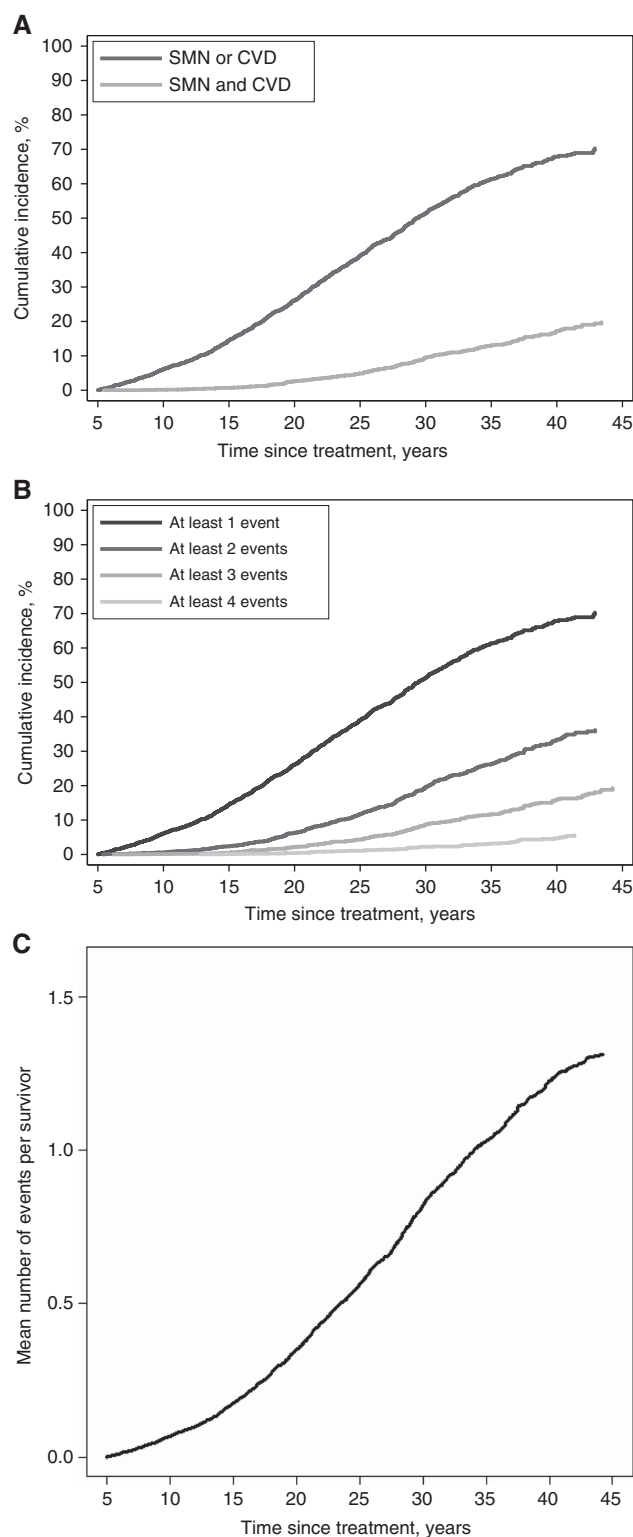 A
100
90
80
70
60
50
40
30
20
10
0
Cumulative incidence, %
SMN or CVD
SMN and CVD
5 10 15 20 25 30 35 40 45
Time since treatment, years
B
100
90
80
70
60
50
40
30
20
10
0
Cumulative incidence, %
At least 1 event
At least 2 events
At least 3 events
At least 4 events
5 10 15 20 25 30 35 40 45
Time since treatment, years
C
1.5
1.0
0.5
0.0
Mean number of events per survivor
5 10 15 20 25 30 35 40 45
Time since treatment, years